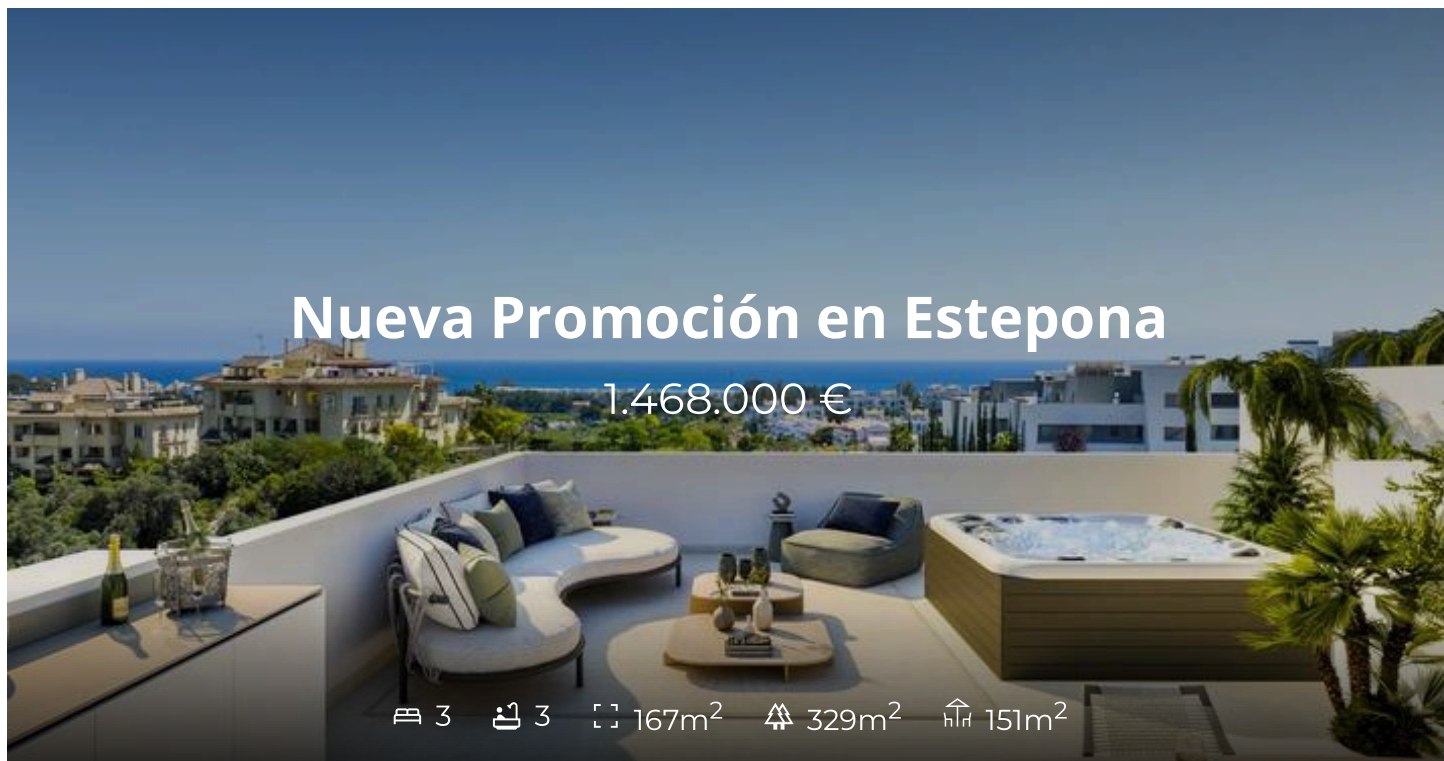 Nueva Promoción en Estepona
1.468.000 €
3 3 167m² 329m² 151m²